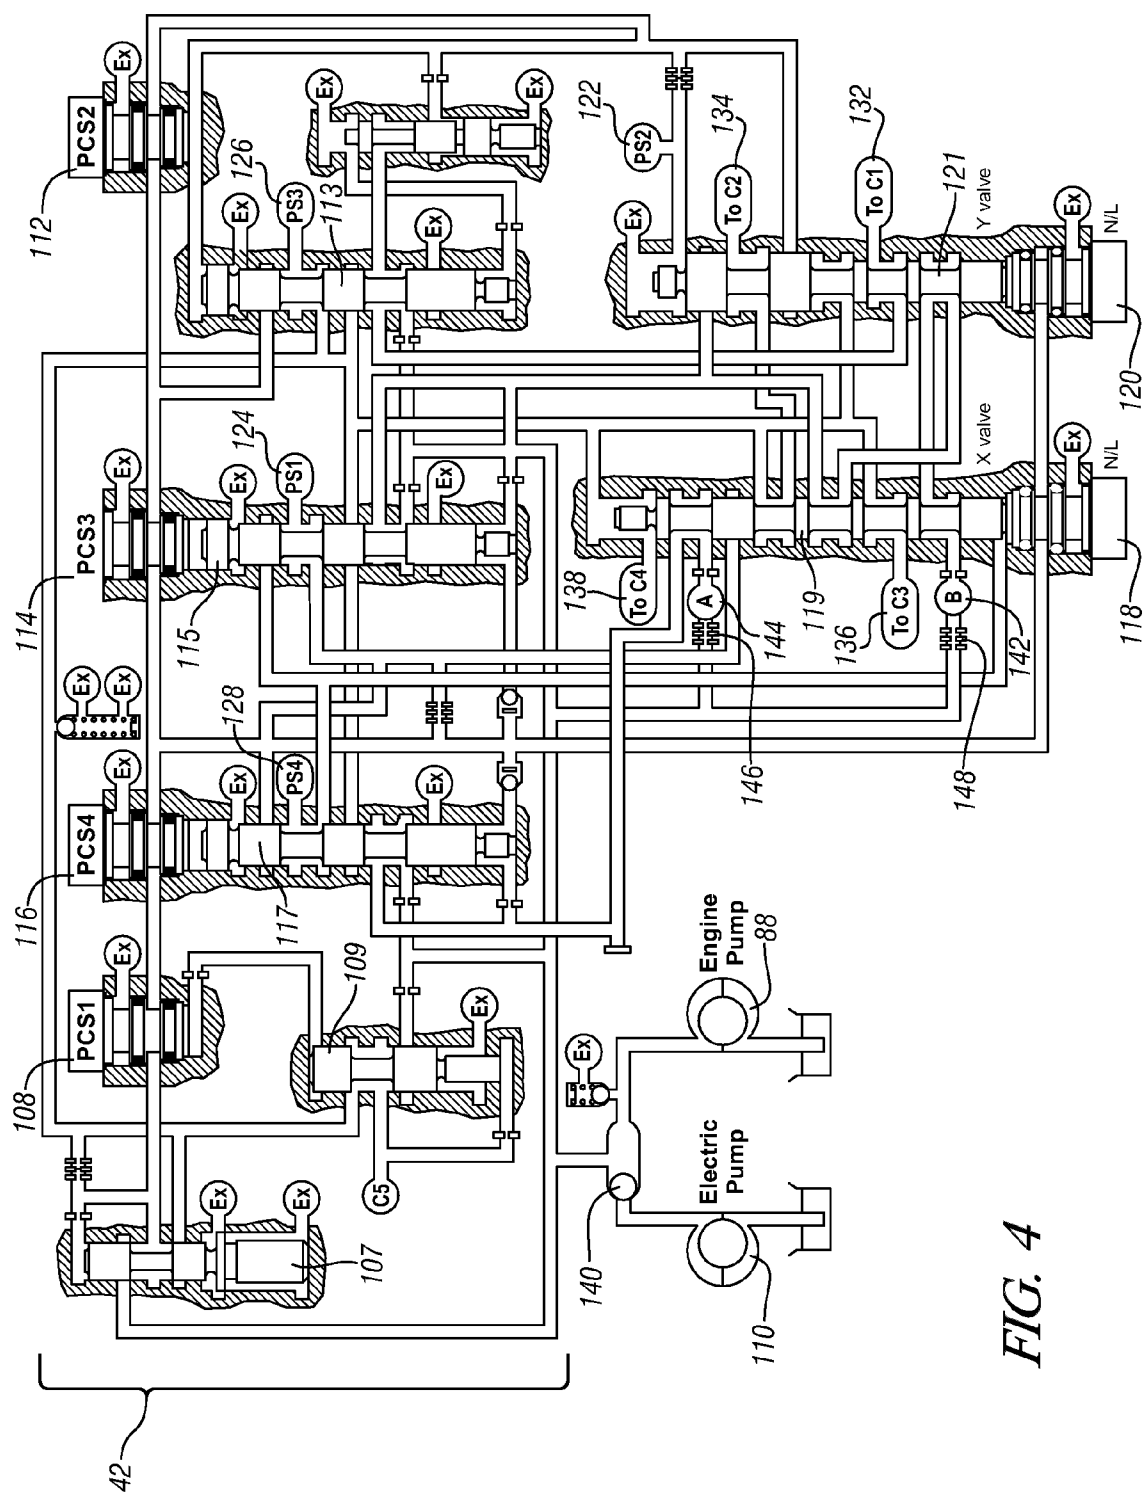 112
PCS2
Ex
126
PS3
Ex
113
Ex
Ex
Ex
122
PS2
Ex
134
To C2
132
To C1
121
Y valve
Ex
N/L
120
114
PCS3
Ex
124
PS1
Ex
115
Ex
138
To C4
A
144
146
119
136
To C3
B
142
148
X valve
Ex
N/L
118
Ex
Ex
116
PCS4
Ex
128
PS4
Ex
117
Ex
108
PCS1
Ex
109
Ex
C5
Ex
Ex
107
Ex
140
Engine
Pump
88
Electric
Pump
110
42
FIG. 4